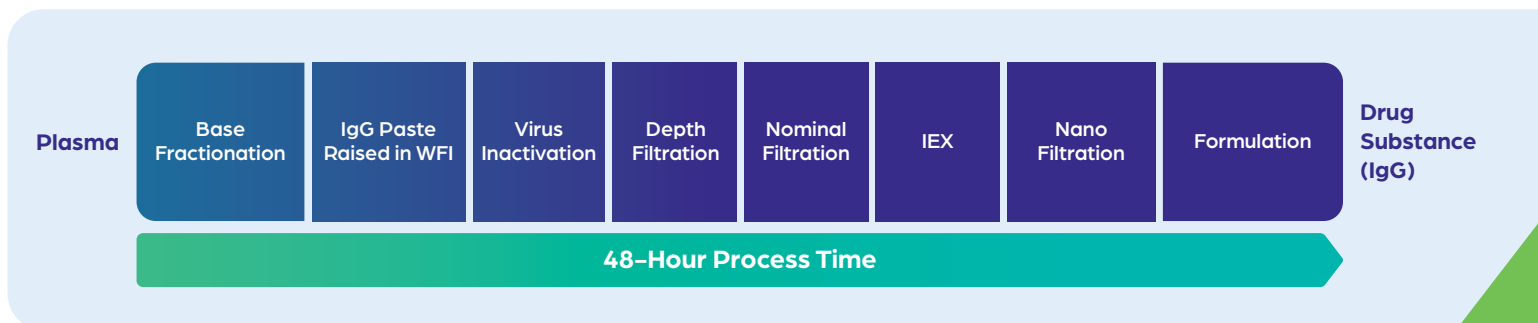 Plasma
Base
Fractionation
IgG Paste
Raised in WFI
Virus
Inactivation
Depth
Filtration
Nominal
Filtration
IEX
Nano
Filtration
Formulation
Drug
Substance
(IgG)
48-Hour Process Time